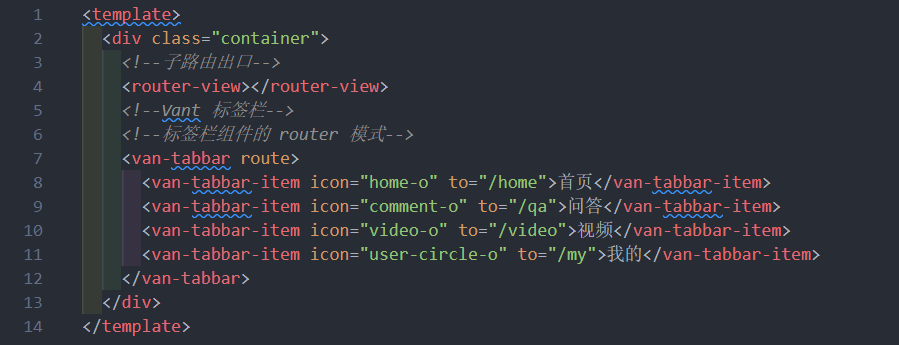 1 <template>
2   <div class="container">
3     <!--子路由出口-->
4     <router-view></router-view>
5     <!--Vant 标签栏-->
6     <!--标签栏组件的 router 模式-->
7     <van-tabbar route>
8       <van-tabbar-item icon="home-o" to="/home">首页</van-tabbar-item>
9       <van-tabbar-item icon="comment-o" to="/qa">问答</van-tabbar-item>
10       <van-tabbar-item icon="video-o" to="/video">视频</van-tabbar-item>
11       <van-tabbar-item icon="user-circle-o" to="/my">我的</van-tabbar-item>
12     </van-tabbar>
13   </div>
14 </template>